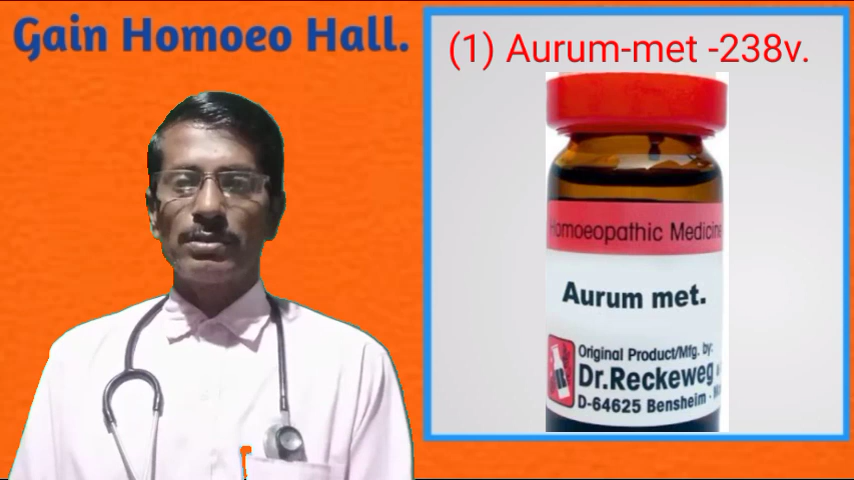 Gain Homoeo Hall.
(1) Aurum-met -238v.
Homoeopathic Medicine
Aurum met.
Original Product/Mfg. by:
Dr.Reckeweg
D-64625 Bensheim -